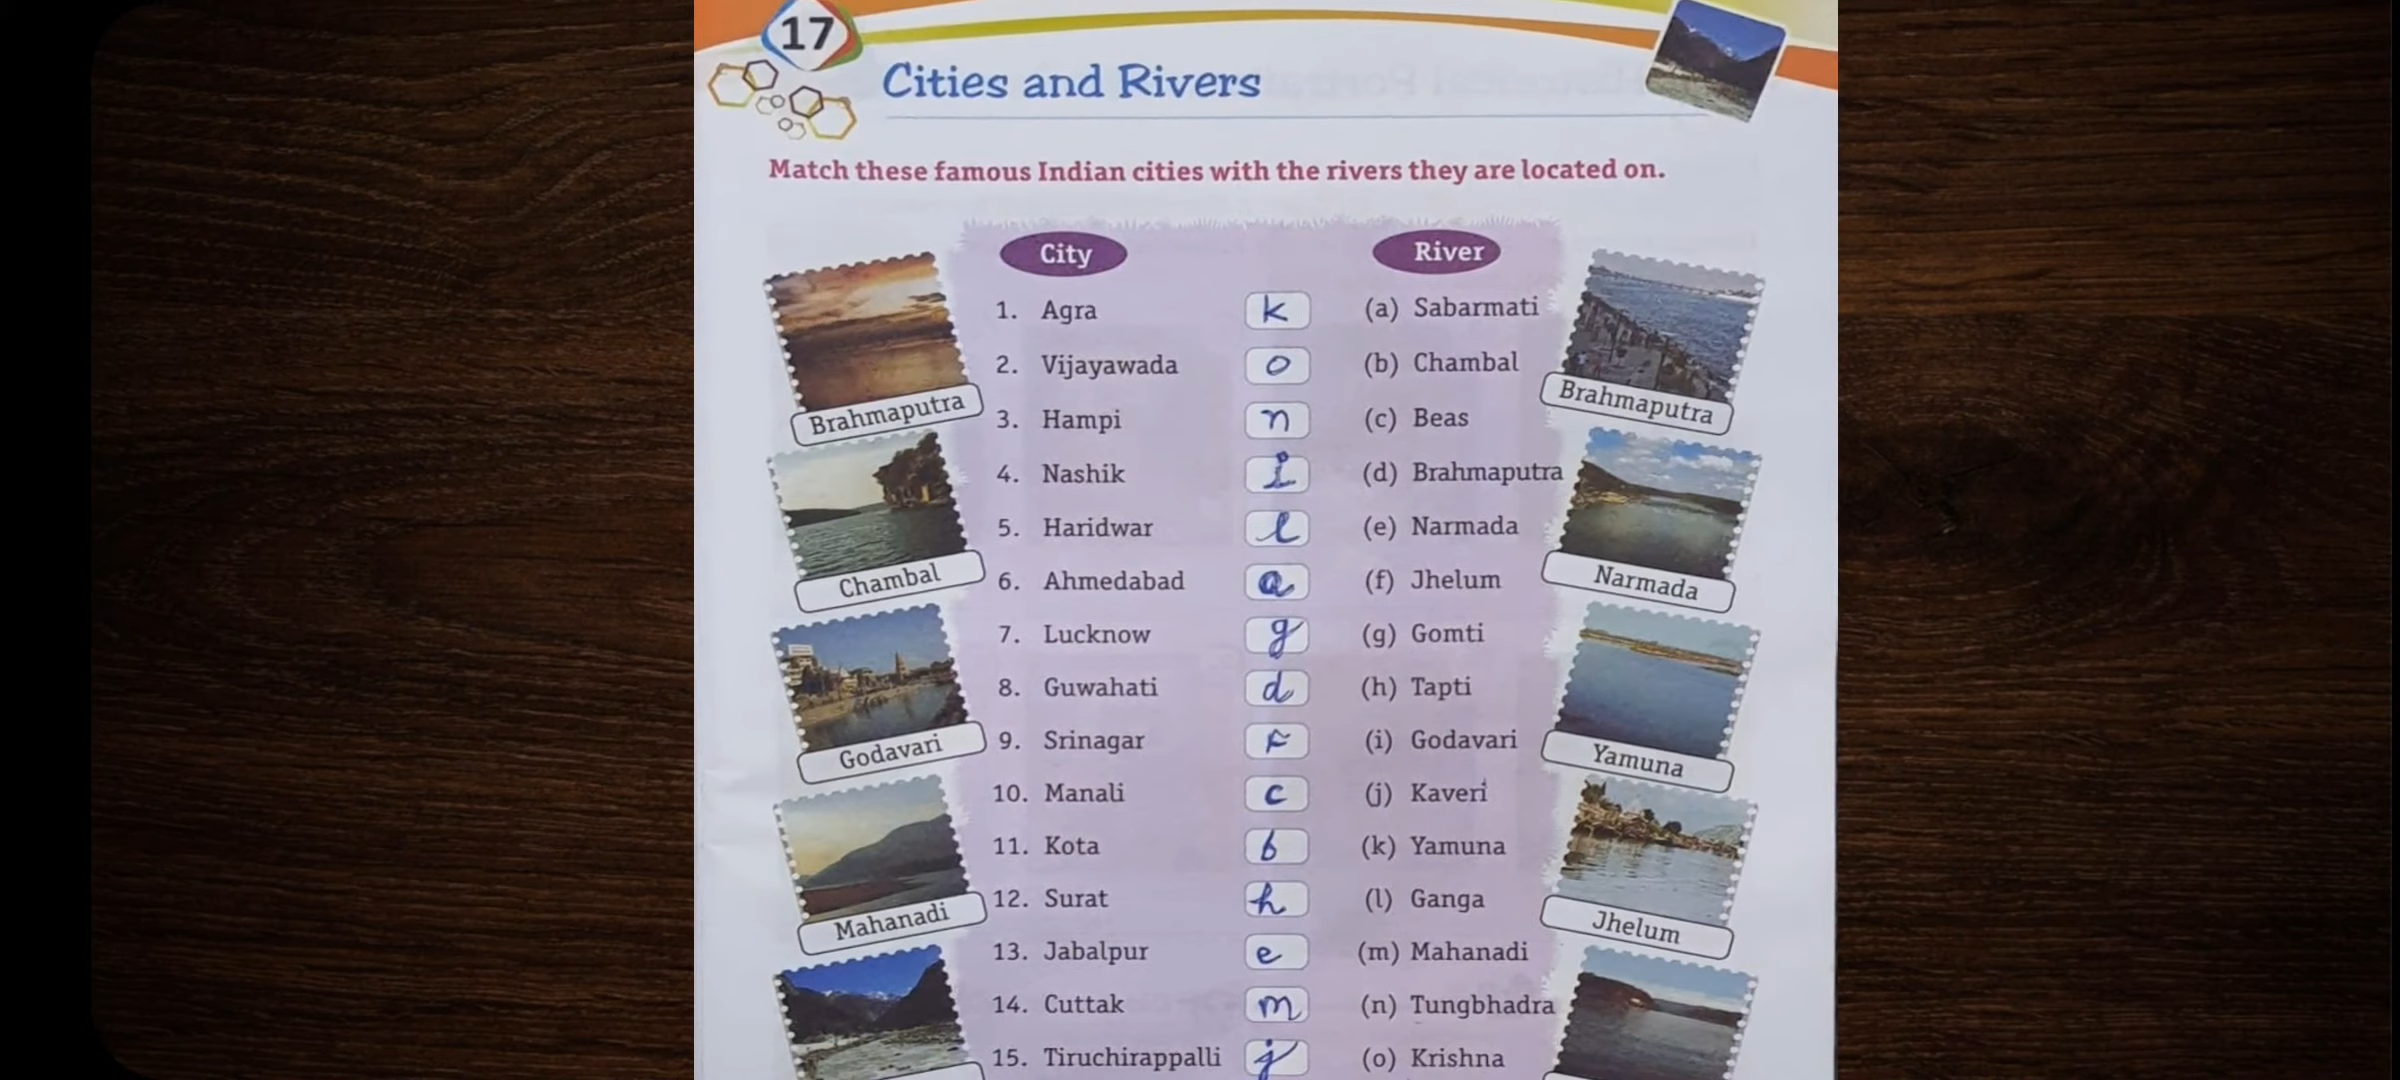 17
Cities and Rivers
Match these famous Indian cities with the rivers they are located on.
City River
1. Agra k (a) Sabarmati
2. Vijayawada o (b) Chambal
3. Hampi n (c) Beas
4. Nashik i (d) Brahmaputra
5. Haridwar l (e) Narmada
6. Ahmedabad a (f) Jhelum
7. Lucknow g (g) Gomti
8. Guwahati d (h) Tapti
9. Srinagar F (i) Godavari
10. Manali c (j) Kaveri
11. Kota b (k) Yamuna
12. Surat h (l) Ganga
13. Jabalpur e (m) Mahanadi
14. Cuttak m (n) Tungbhadra
15. Tiruchirappalli j (o) Krishna
Brahmaputra
Chambal
Godavari
Mahanadi
Brahmaputra
Narmada
Yamuna
Jhelum